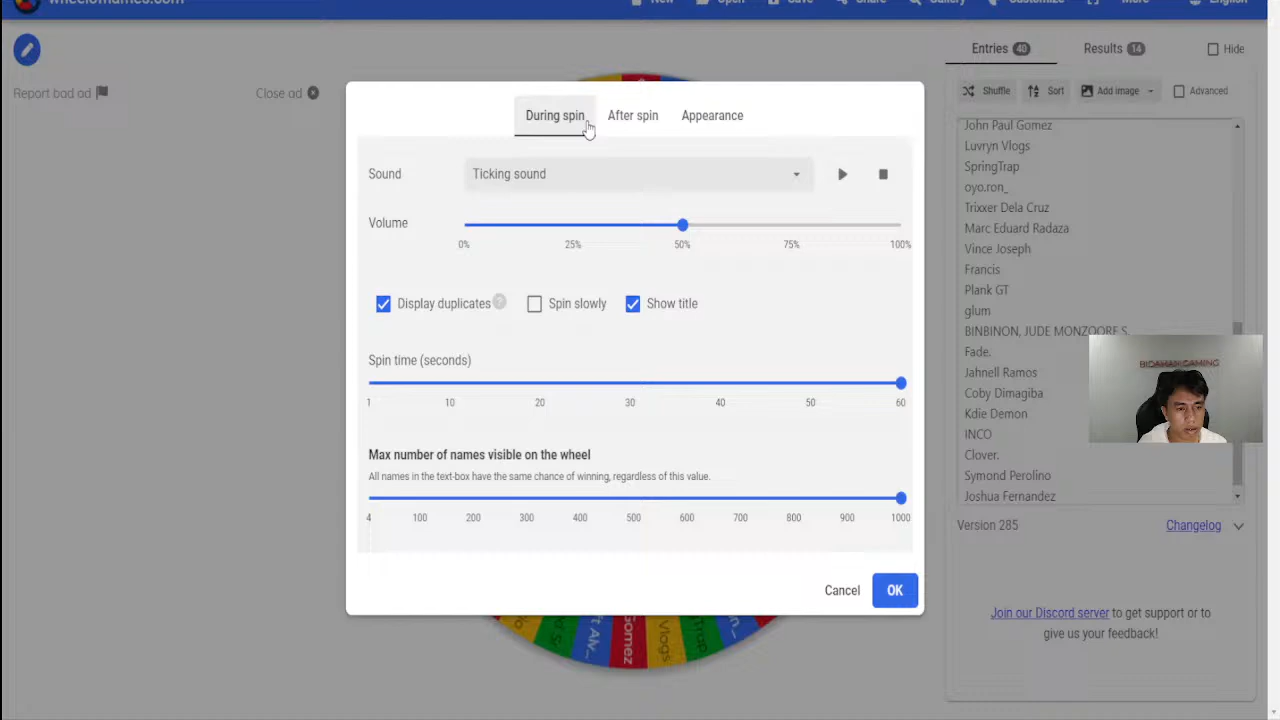 wheelofnames.com
New
Open
Save
Share
Gallery
Customize
More
English
Report bad ad
Close ad
Entries 40
Results 14
Hide
Shuffle
Sort
Add image
Advanced
John Paul Gomez
Luvryn Vlogs
SpringTrap
oyo.ron_
Trixxer Dela Cruz
Marc Eduard Radaza
Vince Joseph
Francis
Plank GT
glum
BINBINON, JUDE MONZOORE S.
Fade.
Jahnell Ramos
Coby Dimagiba
Kdie Demon
INCO
Clover.
Symond Perolino
Joshua Fernandez
Version 285
Changelog
Join our Discord server to get support or to
give us your feedback!
During spin
After spin
Appearance
Sound
Ticking sound
Volume
0%
25%
50%
75%
100%
Display duplicates ?
Spin slowly
Show title
Spin time (seconds)
1
10
20
30
40
50
60
Max number of names visible on the wheel
All names in the text-box have the same chance of winning, regardless of this value.
4
100
200
300
400
500
600
700
800
900
1000
Cancel
OK
BIDAMAN GAMING
Gomez
Vlogs